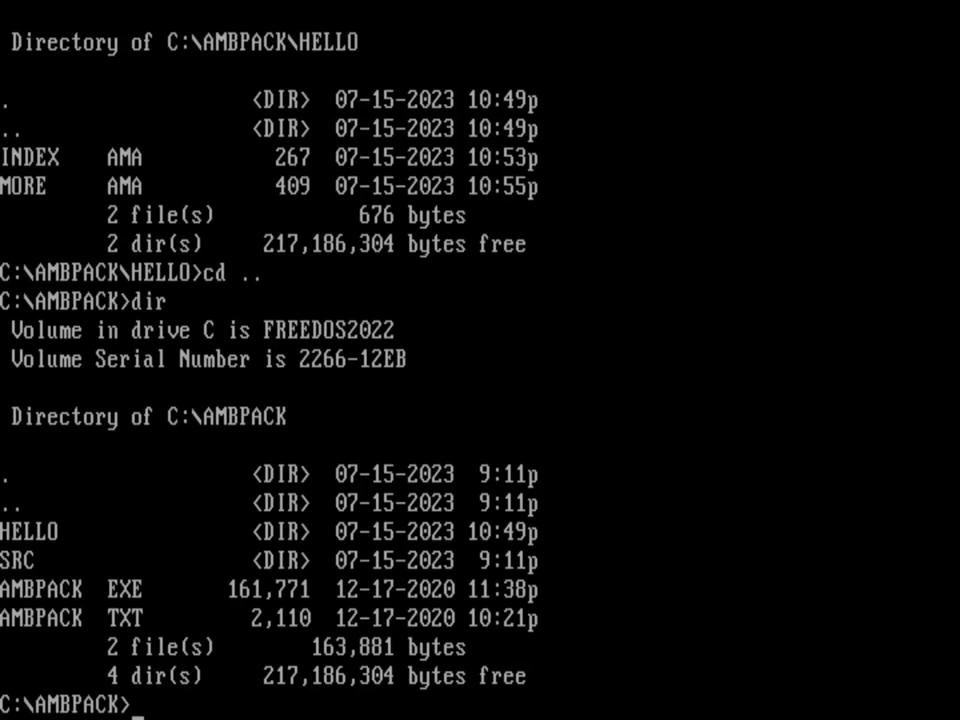 Directory of C:\AMBPACK\HELLO
. <DIR> 07-15-2023 10:49p
.. <DIR> 07-15-2023 10:49p
INDEX AMA 267 07-15-2023 10:53p
MORE AMA 409 07-15-2023 10:55p
2 file(s) 676 bytes
2 dir(s) 217,186,304 bytes free
C:\AMBPACK\HELLO>cd ..
C:\AMBPACK>dir
Volume in drive C is FREEDOS2022
Volume Serial Number is 2266-12EB
Directory of C:\AMBPACK
. <DIR> 07-15-2023 9:11p
.. <DIR> 07-15-2023 9:11p
HELLO <DIR> 07-15-2023 10:49p
SRC <DIR> 07-15-2023 9:11p
AMBPACK EXE 161,771 12-17-2020 11:38p
AMBPACK TXT 2,110 12-17-2020 10:21p
2 file(s) 163,881 bytes
4 dir(s) 217,186,304 bytes free
C:\AMBPACK>_